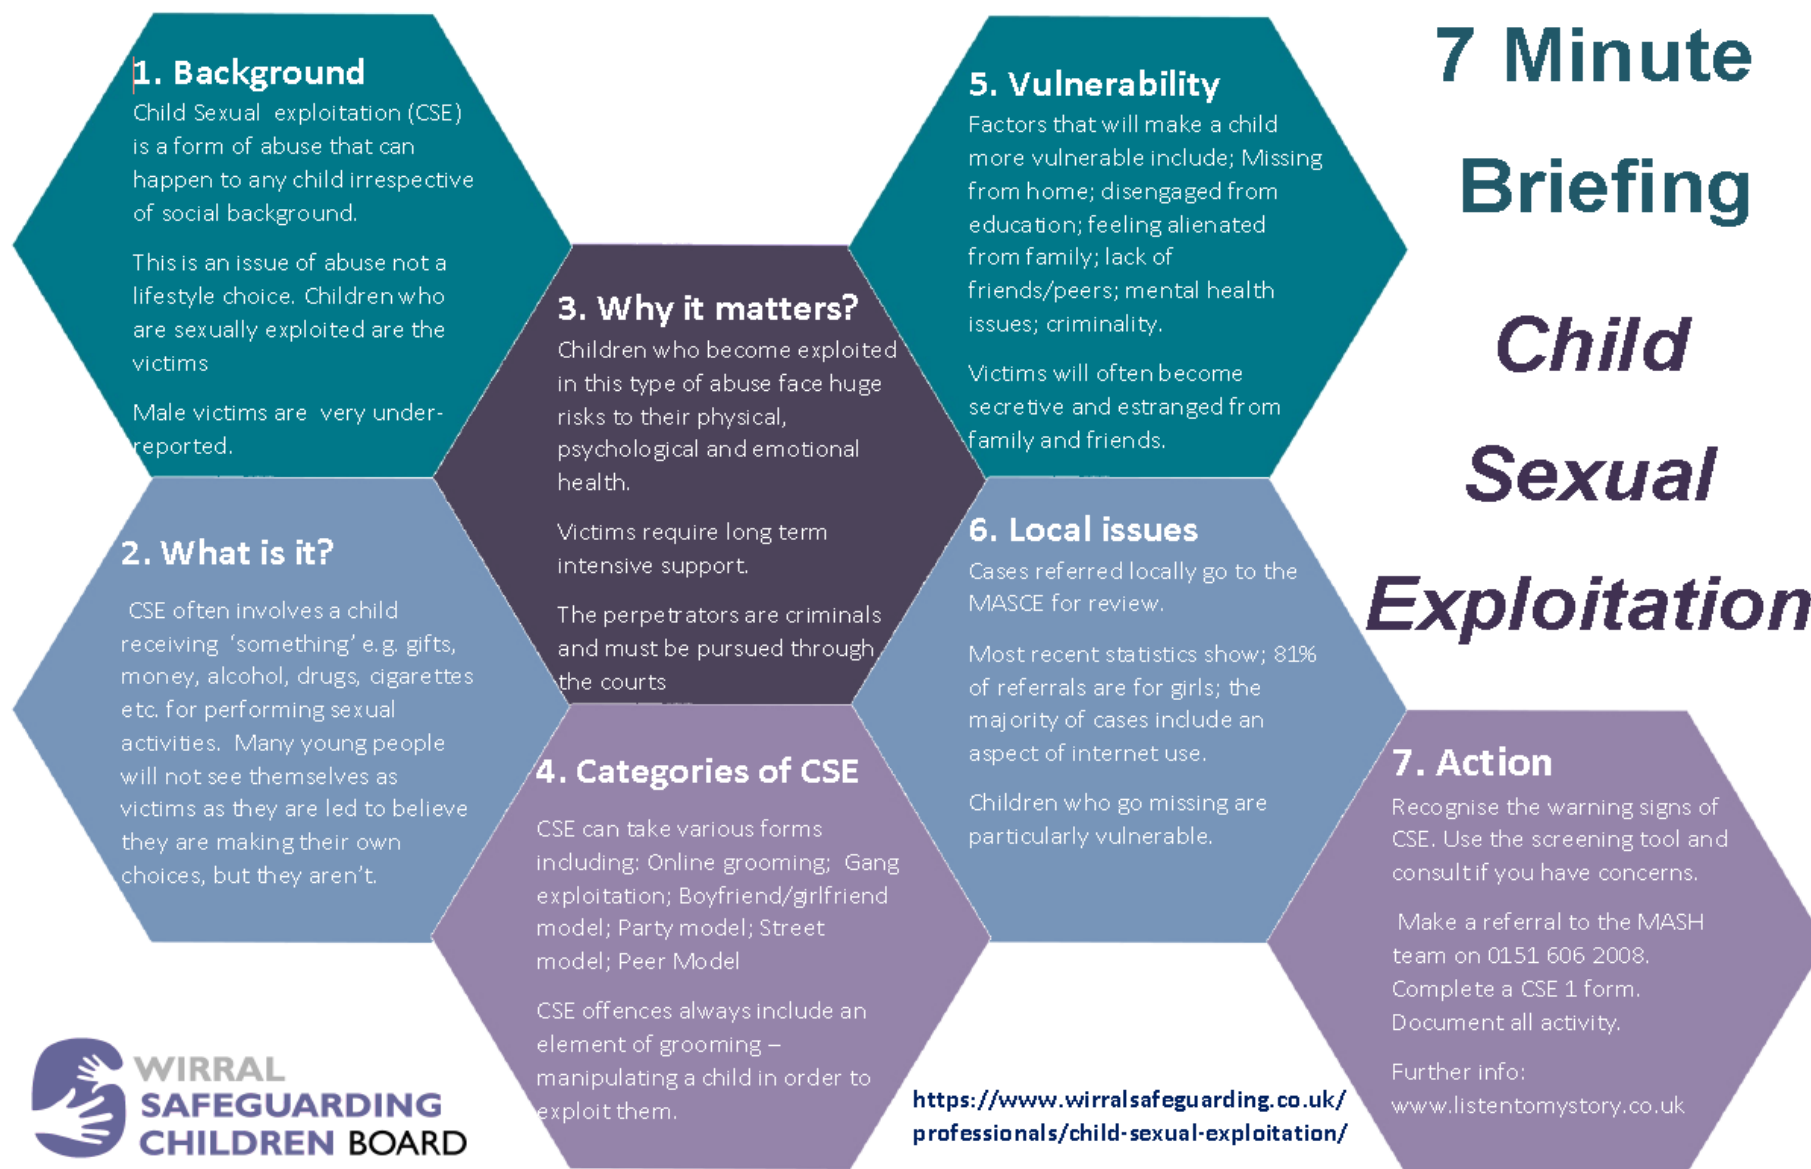 7 Minute
Briefing
Child
Sexual
Exploitation
1. Background
Child Sexual exploitation (CSE)
is a form of abuse that can
happen to any child irrespective
of social background.
This is an issue of abuse not a
lifestyle choice. Children who
are sexually exploited are the
victims
Male victims are very under-
reported.
2. What is it?
CSE often involves a child
receiving ‘something’ e.g. gifts,
money, alcohol, drugs, cigarettes
etc. for performing sexual
activities. Many young people
will not see themselves as
victims as they are led to believe
they are making their own
choices, but they aren’t.
3. Why it matters?
Children who become exploited
in this type of abuse face huge
risks to their physical,
psychological and emotional
health.
Victims require long term
intensive support.
The perpetrators are criminals
and must be pursued through
the courts
4. Categories of CSE
CSE can take various forms
including: Online grooming; Gang
exploitation; Boyfriend/girlfriend
model; Party model; Street
model; Peer Model
CSE offences always include an
element of grooming –
manipulating a child in order to
exploit them.
5. Vulnerability
Factors that will make a child
more vulnerable include; Missing
from home; disengaged from
education; feeling alienated
from family; lack of
friends/peers; mental health
issues; criminality.
Victims will often become
secretive and estranged from
family and friends.
6. Local issues
Cases referred locally go to the
MASCE for review.
Most recent statistics show; 81%
of referrals are for girls; the
majority of cases include an
aspect of internet use.
Children who go missing are
particularly vulnerable.
7. Action
Recognise the warning signs of
CSE. Use the screening tool and
consult if you have concerns.
Make a referral to the MASH
team on 0151 606 2008.
Complete a CSE 1 form.
Document all activity.
Further info:
www.listentomystory.co.uk
WIRRAL
SAFEGUARDING
CHILDREN BOARD
https://www.wirralsafeguarding.co.uk/
professionals/child-sexual-exploitation/